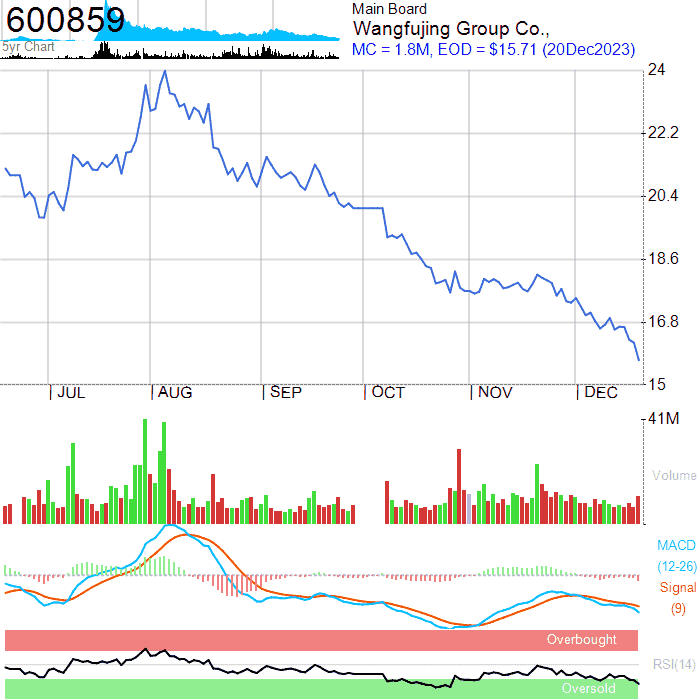 600859
5yr Chart
Main Board
Wangfujing Group Co.,
MC = 1.8M, EOD = $15.71 (20Dec2023)
24
22.2
20.4
18.6
16.8
15
JUL AUG SEP OCT NOV DEC
41M
Volume
MACD
(12-26)
Signal
(9)
Overbought
RSI(14)
Oversold